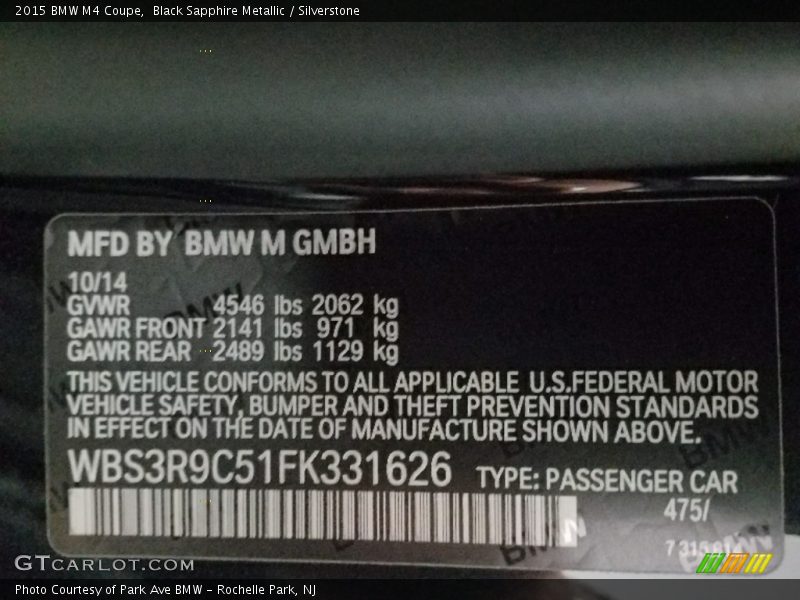 2015 BMW M4 Coupe, Black Sapphire Metallic / Silverstone
MFD BY BMW M GMBH
10/14
GVWR 4546 lbs 2062 kg
GAWR FRONT 2141 lbs 971 kg
GAWR REAR 2489 lbs 1129 kg
THIS VEHICLE CONFORMS TO ALL APPLICABLE U.S.FEDERAL MOTOR
VEHICLE SAFETY, BUMPER AND THEFT PREVENTION STANDARDS
IN EFFECT ON THE DATE OF MANUFACTURE SHOWN ABOVE.
WBS3R9C51FK331626 TYPE: PASSENGER CAR
475/
GTCARLOT.COM
Photo Courtesy of Park Ave BMW - Rochelle Park, NJ